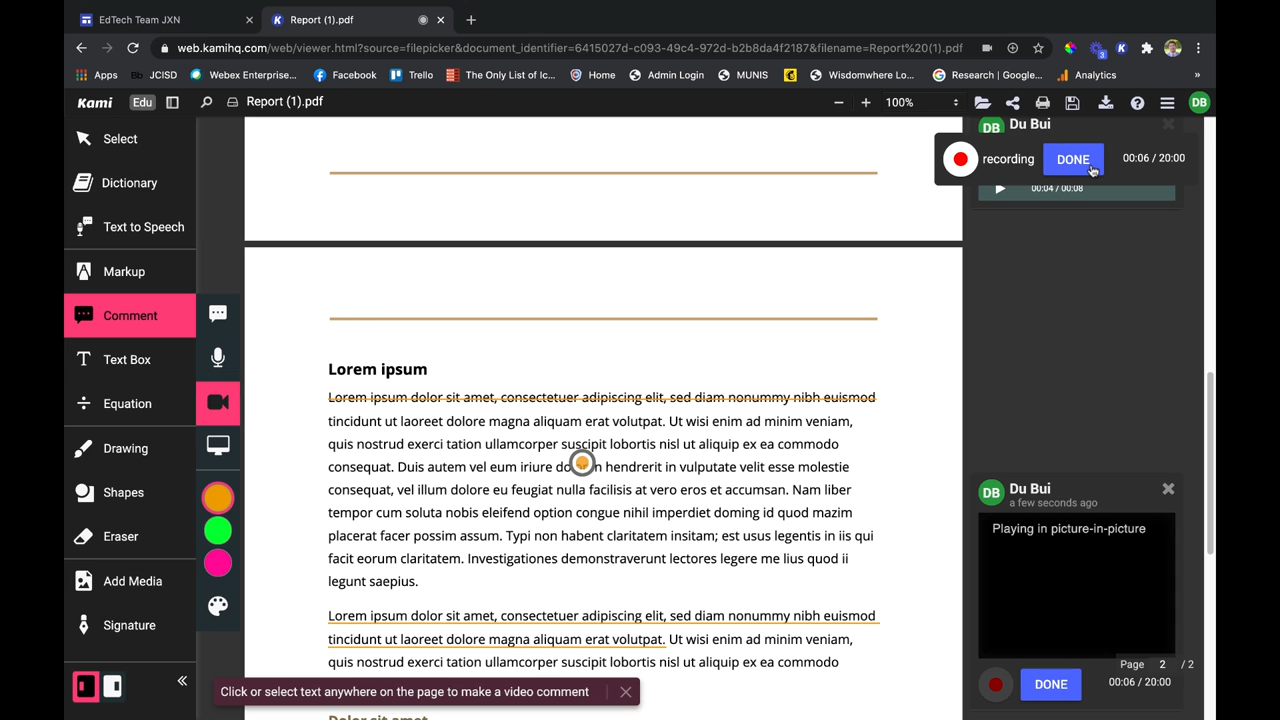 EdTech Team JXN
Report (1).pdf
web.kamihq.com/web/viewer.html?source=filepicker&document_identifier=6415027d-c093-49c4-972d-b2b8da4f2187&filename=Report%20(1).pdf
3
K
Apps
Bb JCISD
Webex Enterprise...
Facebook
Trello
The Only List of Ic...
Home
Admin Login
MUNIS
Wisdomwhere Lo...
Research | Google...
Analytics
»
Kami
Edu
Report (1).pdf
100%
DB
Select
Dictionary
Text to Speech
Markup
Comment
Text Box
Equation
Drawing
Shapes
Eraser
Add Media
Signature
DB Du Bui
recording
DONE
00:06 / 20:00
00:04 / 00:08
Lorem ipsum
Lorem ipsum dolor sit amet, consectetuer adipiscing elit, sed diam nonummy nibh euismod
tincidunt ut laoreet dolore magna aliquam erat volutpat. Ut wisi enim ad minim veniam,
quis nostrud exerci tation ullamcorper suscipit lobortis nisl ut aliquip ex ea commodo
consequat. Duis autem vel eum iriure do n hendrerit in vulputate velit esse molestie
consequat, vel illum dolore eu feugiat nulla facilisis at vero eros et accumsan. Nam liber
tempor cum soluta nobis eleifend option congue nihil imperdiet doming id quod mazim
placerat facer possim assum. Typi non habent claritatem insitam; est usus legentis in iis qui
facit eorum claritatem. Investigationes demonstraverunt lectores legere me lius quod ii
legunt saepius.
Lorem ipsum dolor sit amet, consectetuer adipiscing elit, sed diam nonummy nibh euismod
tincidunt ut laoreet dolore magna aliquam erat volutpat. Ut wisi enim ad minim veniam,
quis nostrud exerci tation ullamcorper suscipit lobortis nisl ut aliquip ex ea commodo
Dolor sit amet
Click or select text anywhere on the page to make a video comment
DB Du Bui
a few seconds ago
Playing in picture-in-picture
Page 2 / 2
DONE
00:06 / 20:00